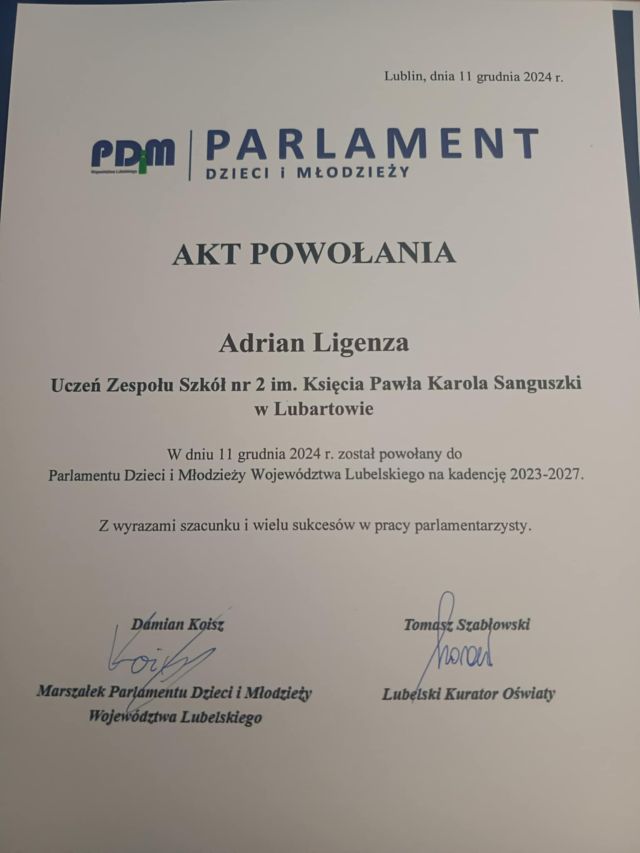 Lublin, dnia 11 grudnia 2024 r.
PDiM
Województwa Lubelskiego
PARLAMENT
DZIECI i MŁODZIEŻY
AKT POWOŁANIA
Adrian Ligenza
Uczeń Zespołu Szkół nr 2 im. Księcia Pawła Karola Sanguszki
w Lubartowie
W dniu 11 grudnia 2024 r. został powołany do
Parlamentu Dzieci i Młodzieży Województwa Lubelskiego na kadencję 2023-2027.
Z wyrazami szacunku i wielu sukcesów w pracy parlamentarzysty.
Damian Koisz
Tomasz Szabłowski
Marszałek Parlamentu Dzieci i Młodzieży
Województwa Lubelskiego
Lubelski Kurator Oświaty